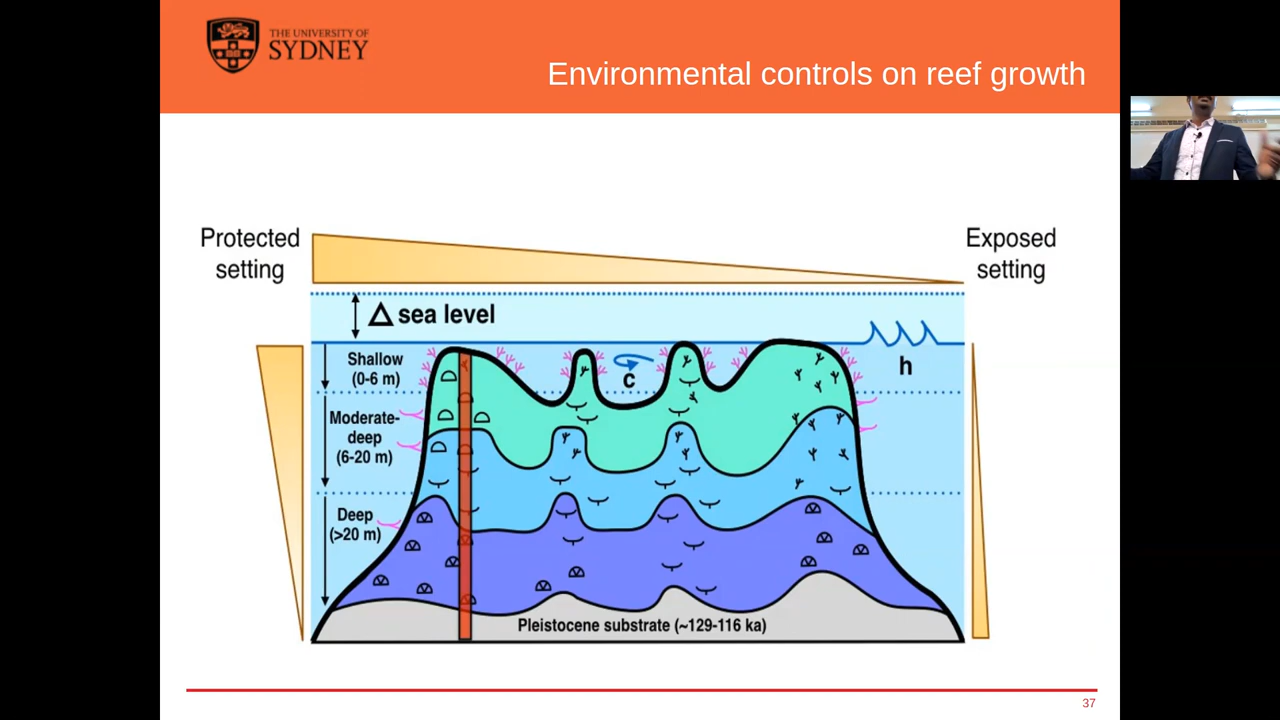 THE UNIVERSITY OF
SYDNEY
Environmental controls on reef growth
Protected
setting
Exposed
setting
Δ sea level
Shallow
(0-6 m)
c
h
Moderate-
deep
(6-20 m)
Deep
(>20 m)
Pleistocene substrate (~129-116 ka)
37